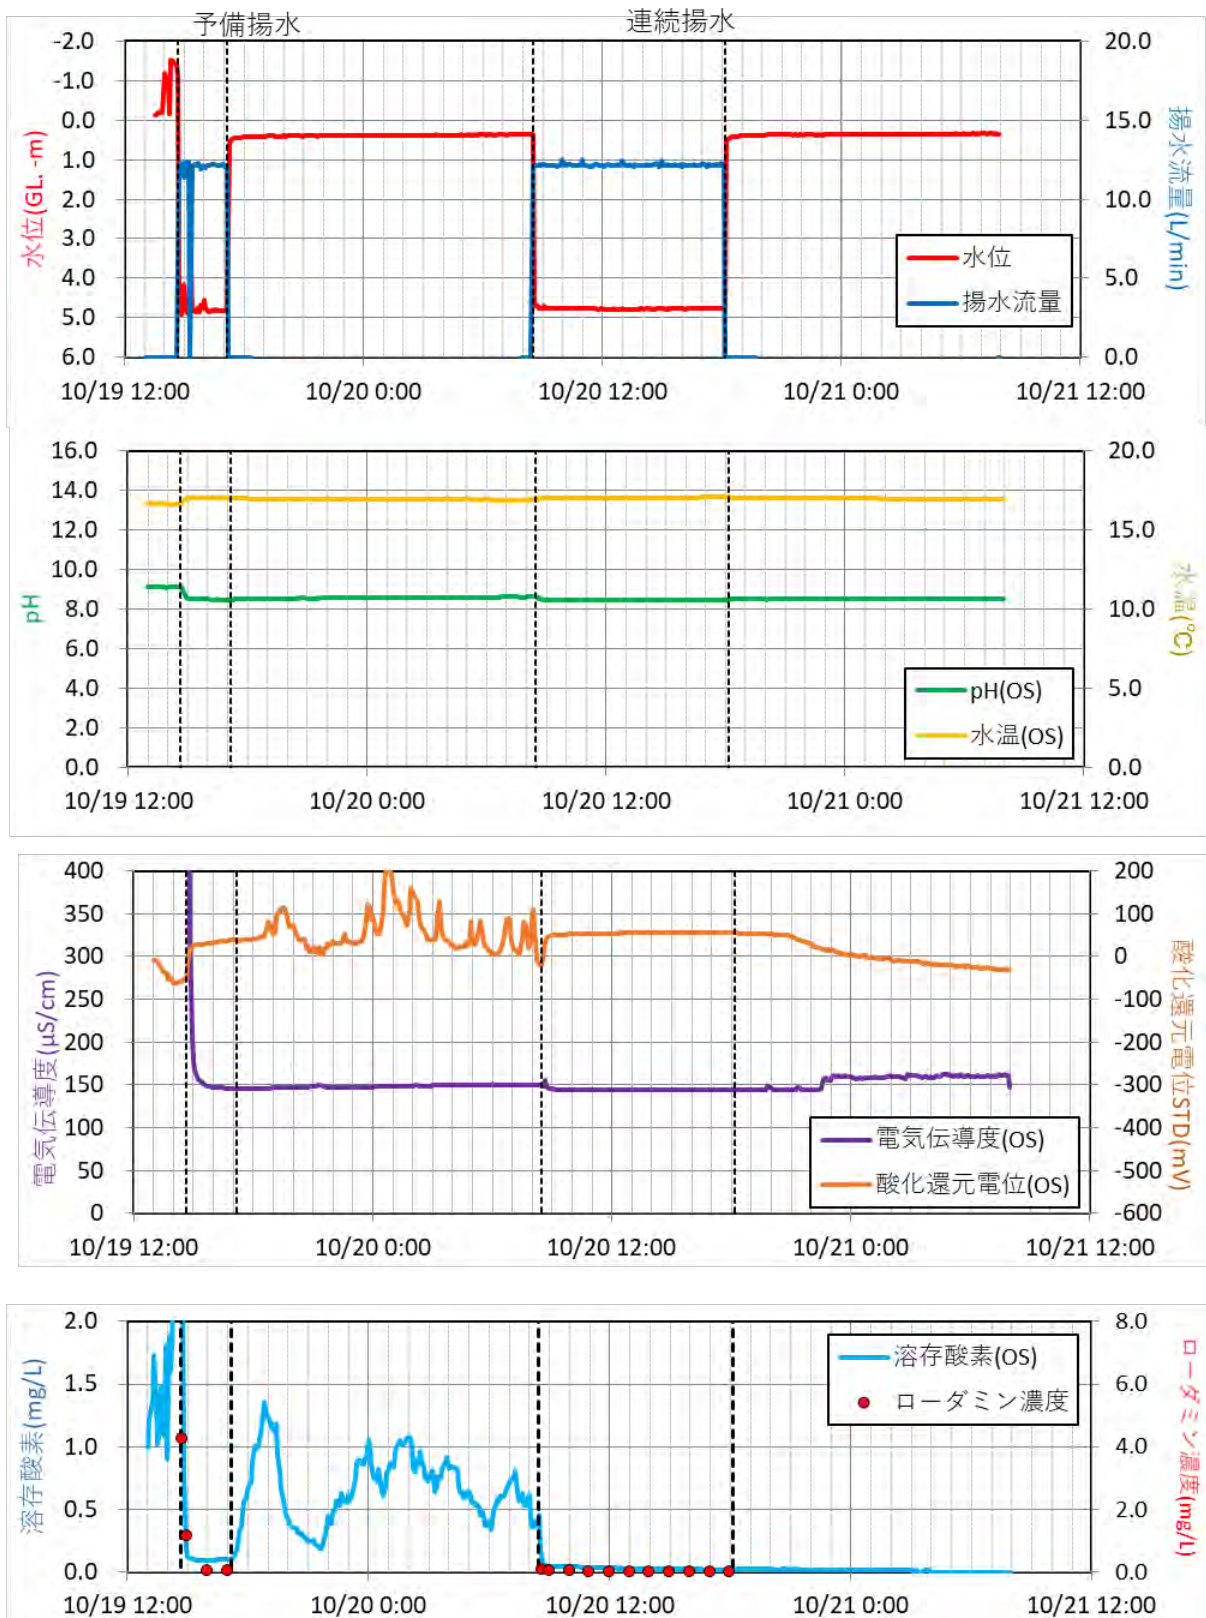 予備揚水 連続揚水
-2.0 20.0
-1.0
0.0 15.0
1.0
2.0 10.0
3.0
4.0 5.0
5.0
6.0 0.0
水位(GL. -m)
揚水流量(L/min)
水位
揚水流量
10/19 12:00 10/20 0:00 10/20 12:00 10/21 0:00 10/21 12:00
16.0 20.0
14.0
12.0 15.0
10.0
8.0 10.0
6.0
4.0 5.0
2.0
0.0 0.0
pH
水温(℃)
pH(OS)
水温(OS)
10/19 12:00 10/20 0:00 10/20 12:00 10/21 0:00 10/21 12:00
400 200
350 100
300 0
250 -100
200 -200
150 -300
100 -400
50 -500
0 -600
電気伝導度(μS/cm)
酸化還元電位STD(mV)
電気伝導度(OS)
酸化還元電位(OS)
10/19 12:00 10/20 0:00 10/20 12:00 10/21 0:00 10/21 12:00
2.0 8.0
1.5 6.0
1.0 4.0
0.5 2.0
0.0 0.0
溶存酸素(mg/L)
ローダミン濃度(mg/L)
溶存酸素(OS)
ローダミン濃度
10/19 12:00 10/20 0:00 10/20 12:00 10/21 0:00 10/21 12:00